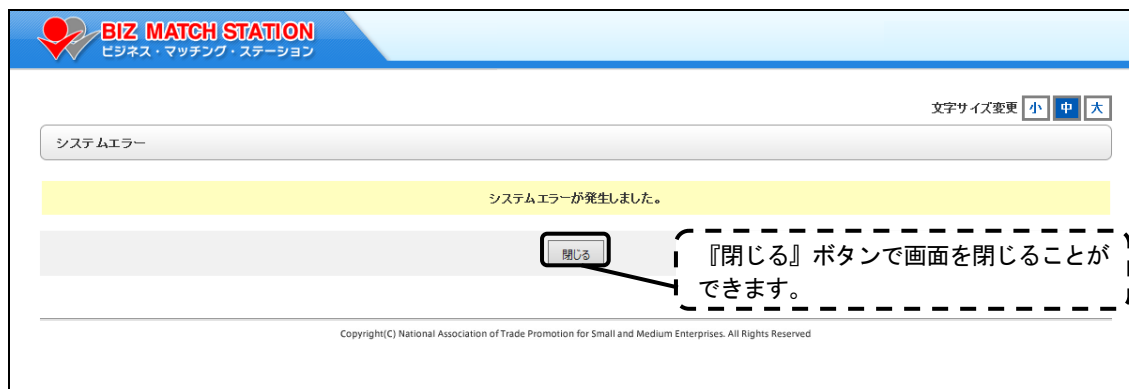 BIZ MATCH STATION
ビジネス・マッチング・ステーション
文字サイズ変更 小 中 大
システムエラー
システムエラーが発生しました。
閉じる
『閉じる』ボタンで画面を閉じることが
できます。
Copyright(C) National Association of Trade Promotion for Small and Medium Enterprises. All Rights Reserved